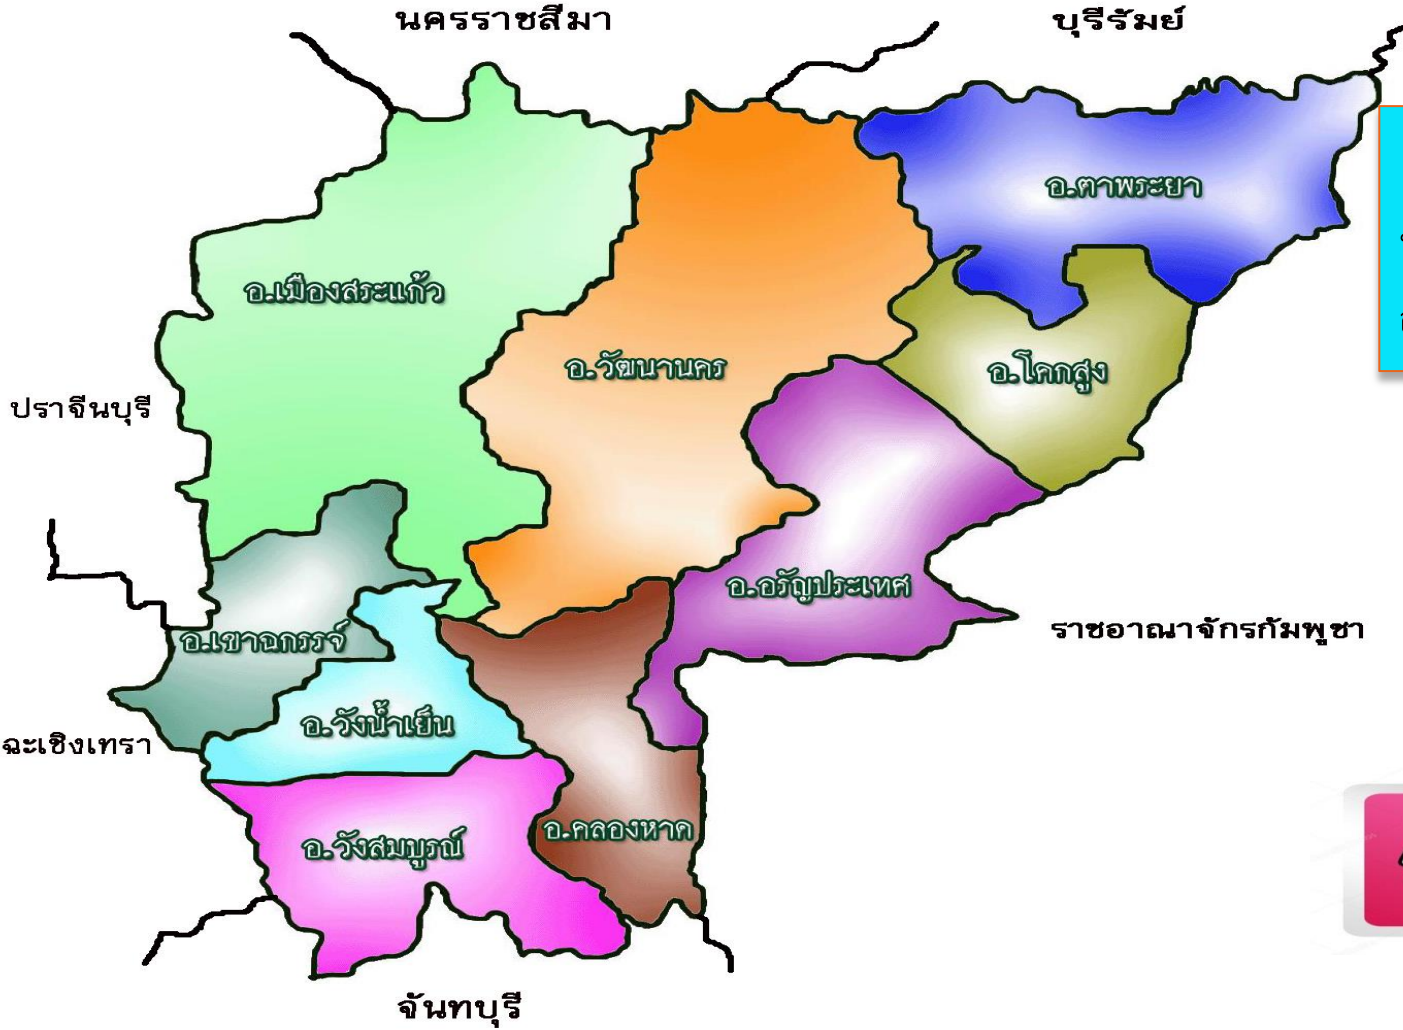 นครราชสีมา
บุรีรัมย์
อ.ตาพระยา
อ.เมืองสระแก้ว
อ.วัฒนานคร
อ.โคกสูง
ปราจีนบุรี
อ.อรัญประเทศ
ราชอาณาจักรกัมพูชา
อ.เขาฉกรรจ์
อ.วังน้ำเย็น
ฉะเชิงเทรา
อ.คลองหาด
อ.วังสมบูรณ์
จันทบุรี